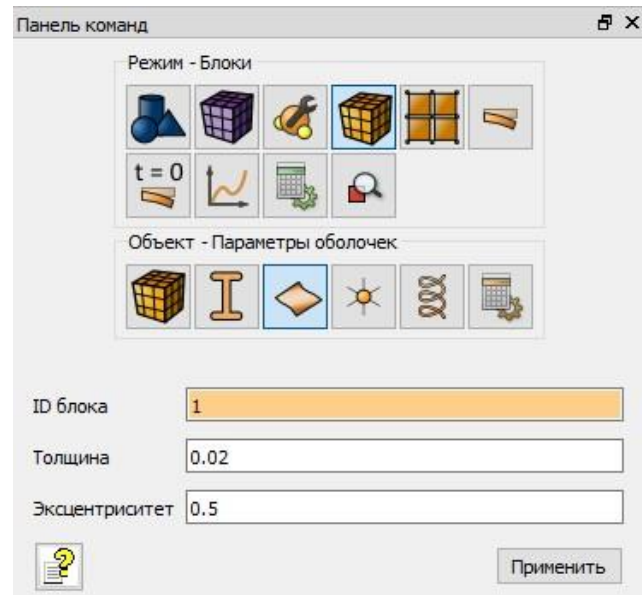 Панель команд
Режим - Блоки
t = 0
Объект - Параметры оболочек
ID блока 1
Толщина 0.02
Эксцентриситет 0.5
Применить